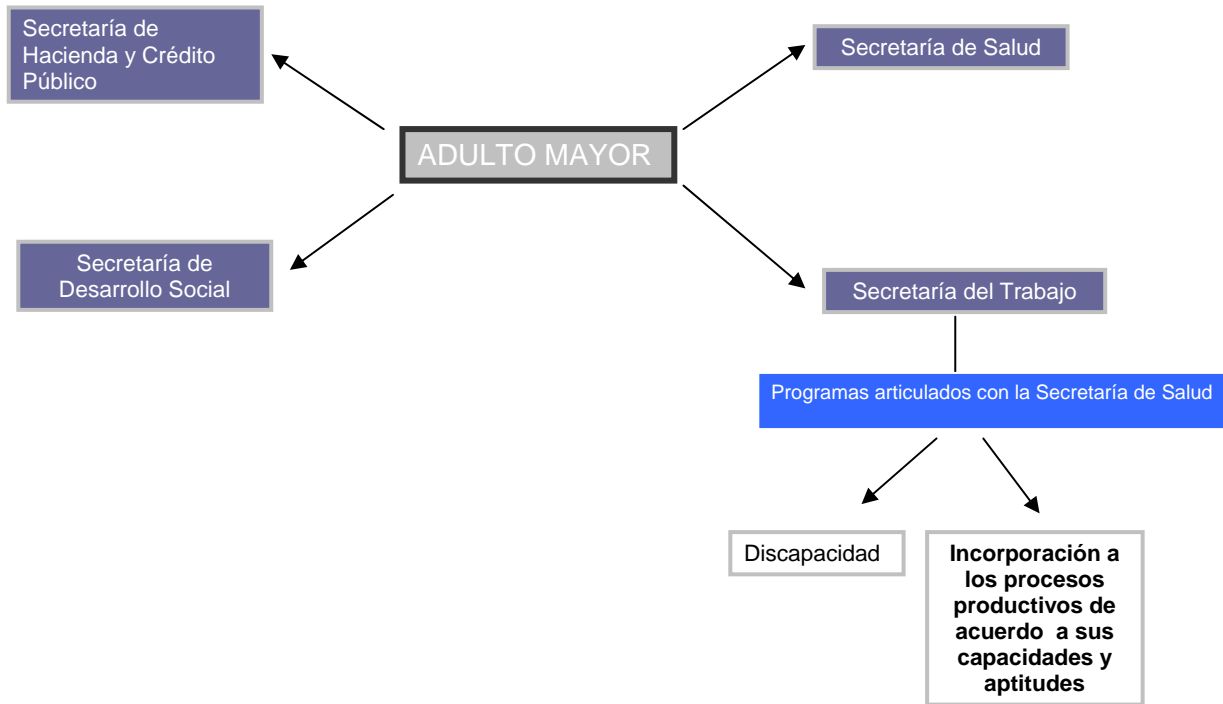 Secretaría de
Hacienda y Crédito
Público
Secretaría de Salud
ADULTO MAYOR
Secretaría de
Desarrollo Social
Secretaría del Trabajo
Programas articulados con la Secretaría de Salud
Discapacidad
Incorporación a
los procesos
productivos de
acuerdo a sus
capacidades y
aptitudes